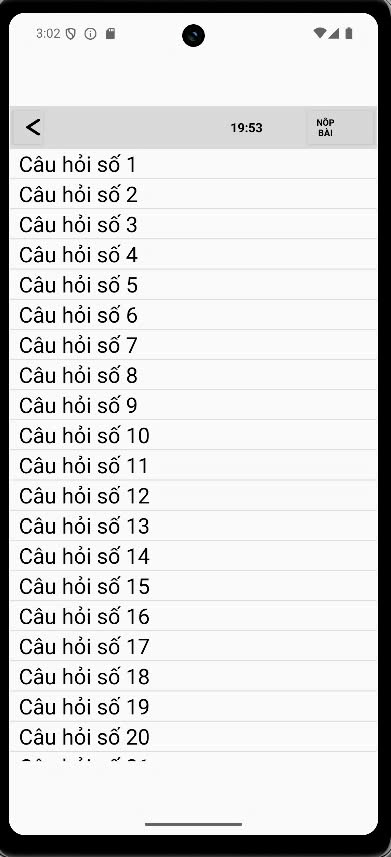 3:02
19:53
NỘP
BÀI
Câu hỏi số 1
Câu hỏi số 2
Câu hỏi số 3
Câu hỏi số 4
Câu hỏi số 5
Câu hỏi số 6
Câu hỏi số 7
Câu hỏi số 8
Câu hỏi số 9
Câu hỏi số 10
Câu hỏi số 11
Câu hỏi số 12
Câu hỏi số 13
Câu hỏi số 14
Câu hỏi số 15
Câu hỏi số 16
Câu hỏi số 17
Câu hỏi số 18
Câu hỏi số 19
Câu hỏi số 20